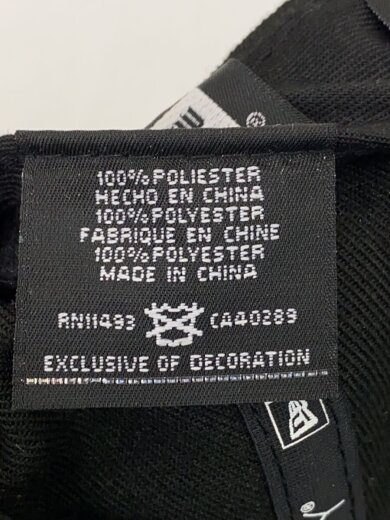 100% POLIESTER
HECHO EN CHINA
100% POLYESTER
FABRIQUE EN CHINE
100% POLYESTER
MADE IN CHINA
RN11493 CA40289
EXCLUSIVE OF DECORATION